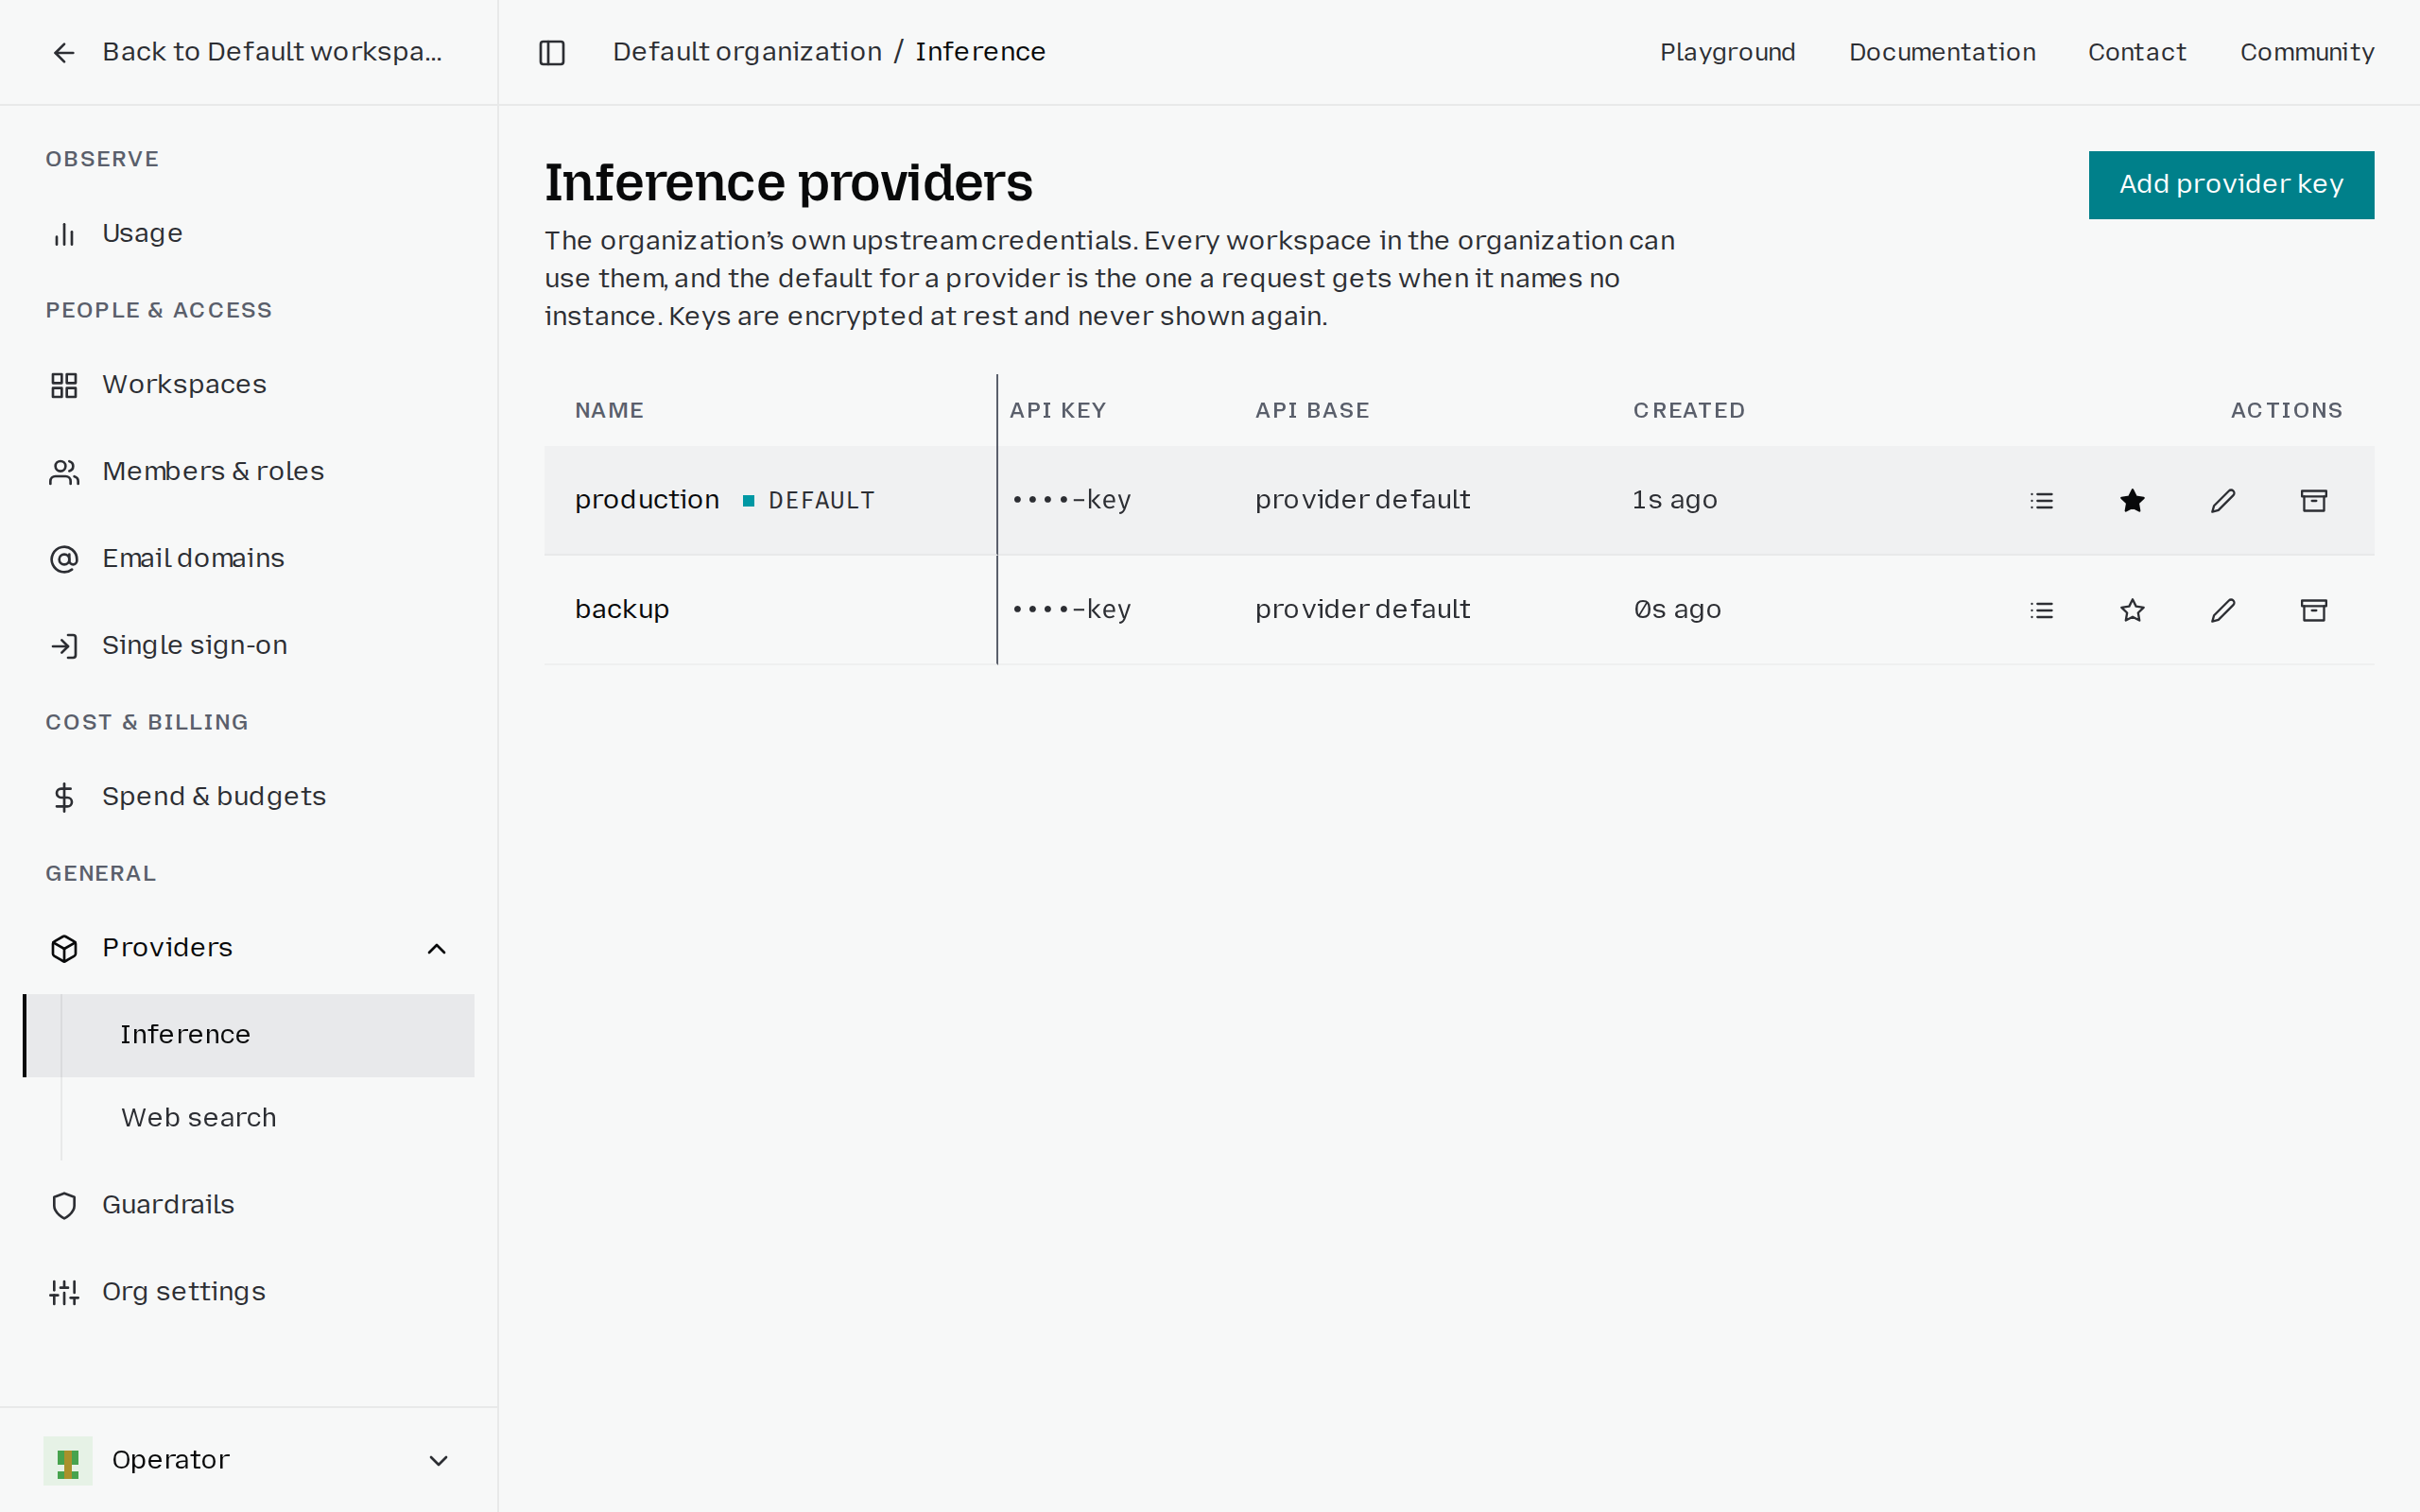 Back to Default workspa...
Default organization / Inference
Playground
Documentation
Contact
Community
OBSERVE
Usage
PEOPLE & ACCESS
Workspaces
Members & roles
Email domains
Single sign-on
COST & BILLING
Spend & budgets
GENERAL
Providers
Inference
Web search
Guardrails
Org settings
Operator
Inference providers
Add provider key
The organization's own upstream credentials. Every workspace in the organization can
use them, and the default for a provider is the one a request gets when it names no
instance. Keys are encrypted at rest and never shown again.
NAME API KEY API BASE CREATED ACTIONS
production DEFAULT ••••-key provider default 1s ago
backup ••••-key provider default 0s ago